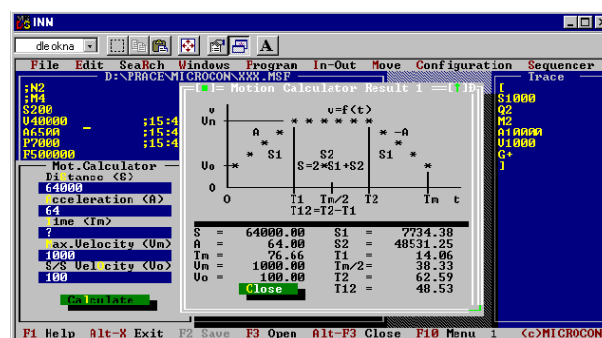 INN
dle okna
A
File Edit SeaRch Windows Progran In-Out Move Configuration Sequencer
D:\PRACE\MICROCON\XXX.MSF
;N2
;M4
S200
V40000 ;15:4
A6500 _ ;15:4
P7000 ;15:4
F500000
Mot.Calculator
Distance (S)
64000
Acceleration (A)
64
Time (Tm)
?
Max.Velocity (Vm)
1000
S/S Velocity (Vo)
100
Calculate
Motion Calculator Result 1
v v=f(t)
Vn
A * * -A
* S1 S2 S1 *
Vo S=2*S1+S2
0
0 T1 Tm/2 T2 Tm t
T12=T2-T1
S = 64000.00 S1 = 7734.38
A = 64.00 S2 = 48531.25
Tm = 76.66 T1 = 14.06
Vm = 1000.00 Tm/2= 38.33
Vo = 100.00 T2 = 62.59
Close T12 = 48.53
Trace
[
S1000
Q2
M2
A10000
V1000
G+
]
F1 Help Alt-X Exit F2 Save F3 Open Alt-F3 Close F10 Menu 1 (c)MICROCON